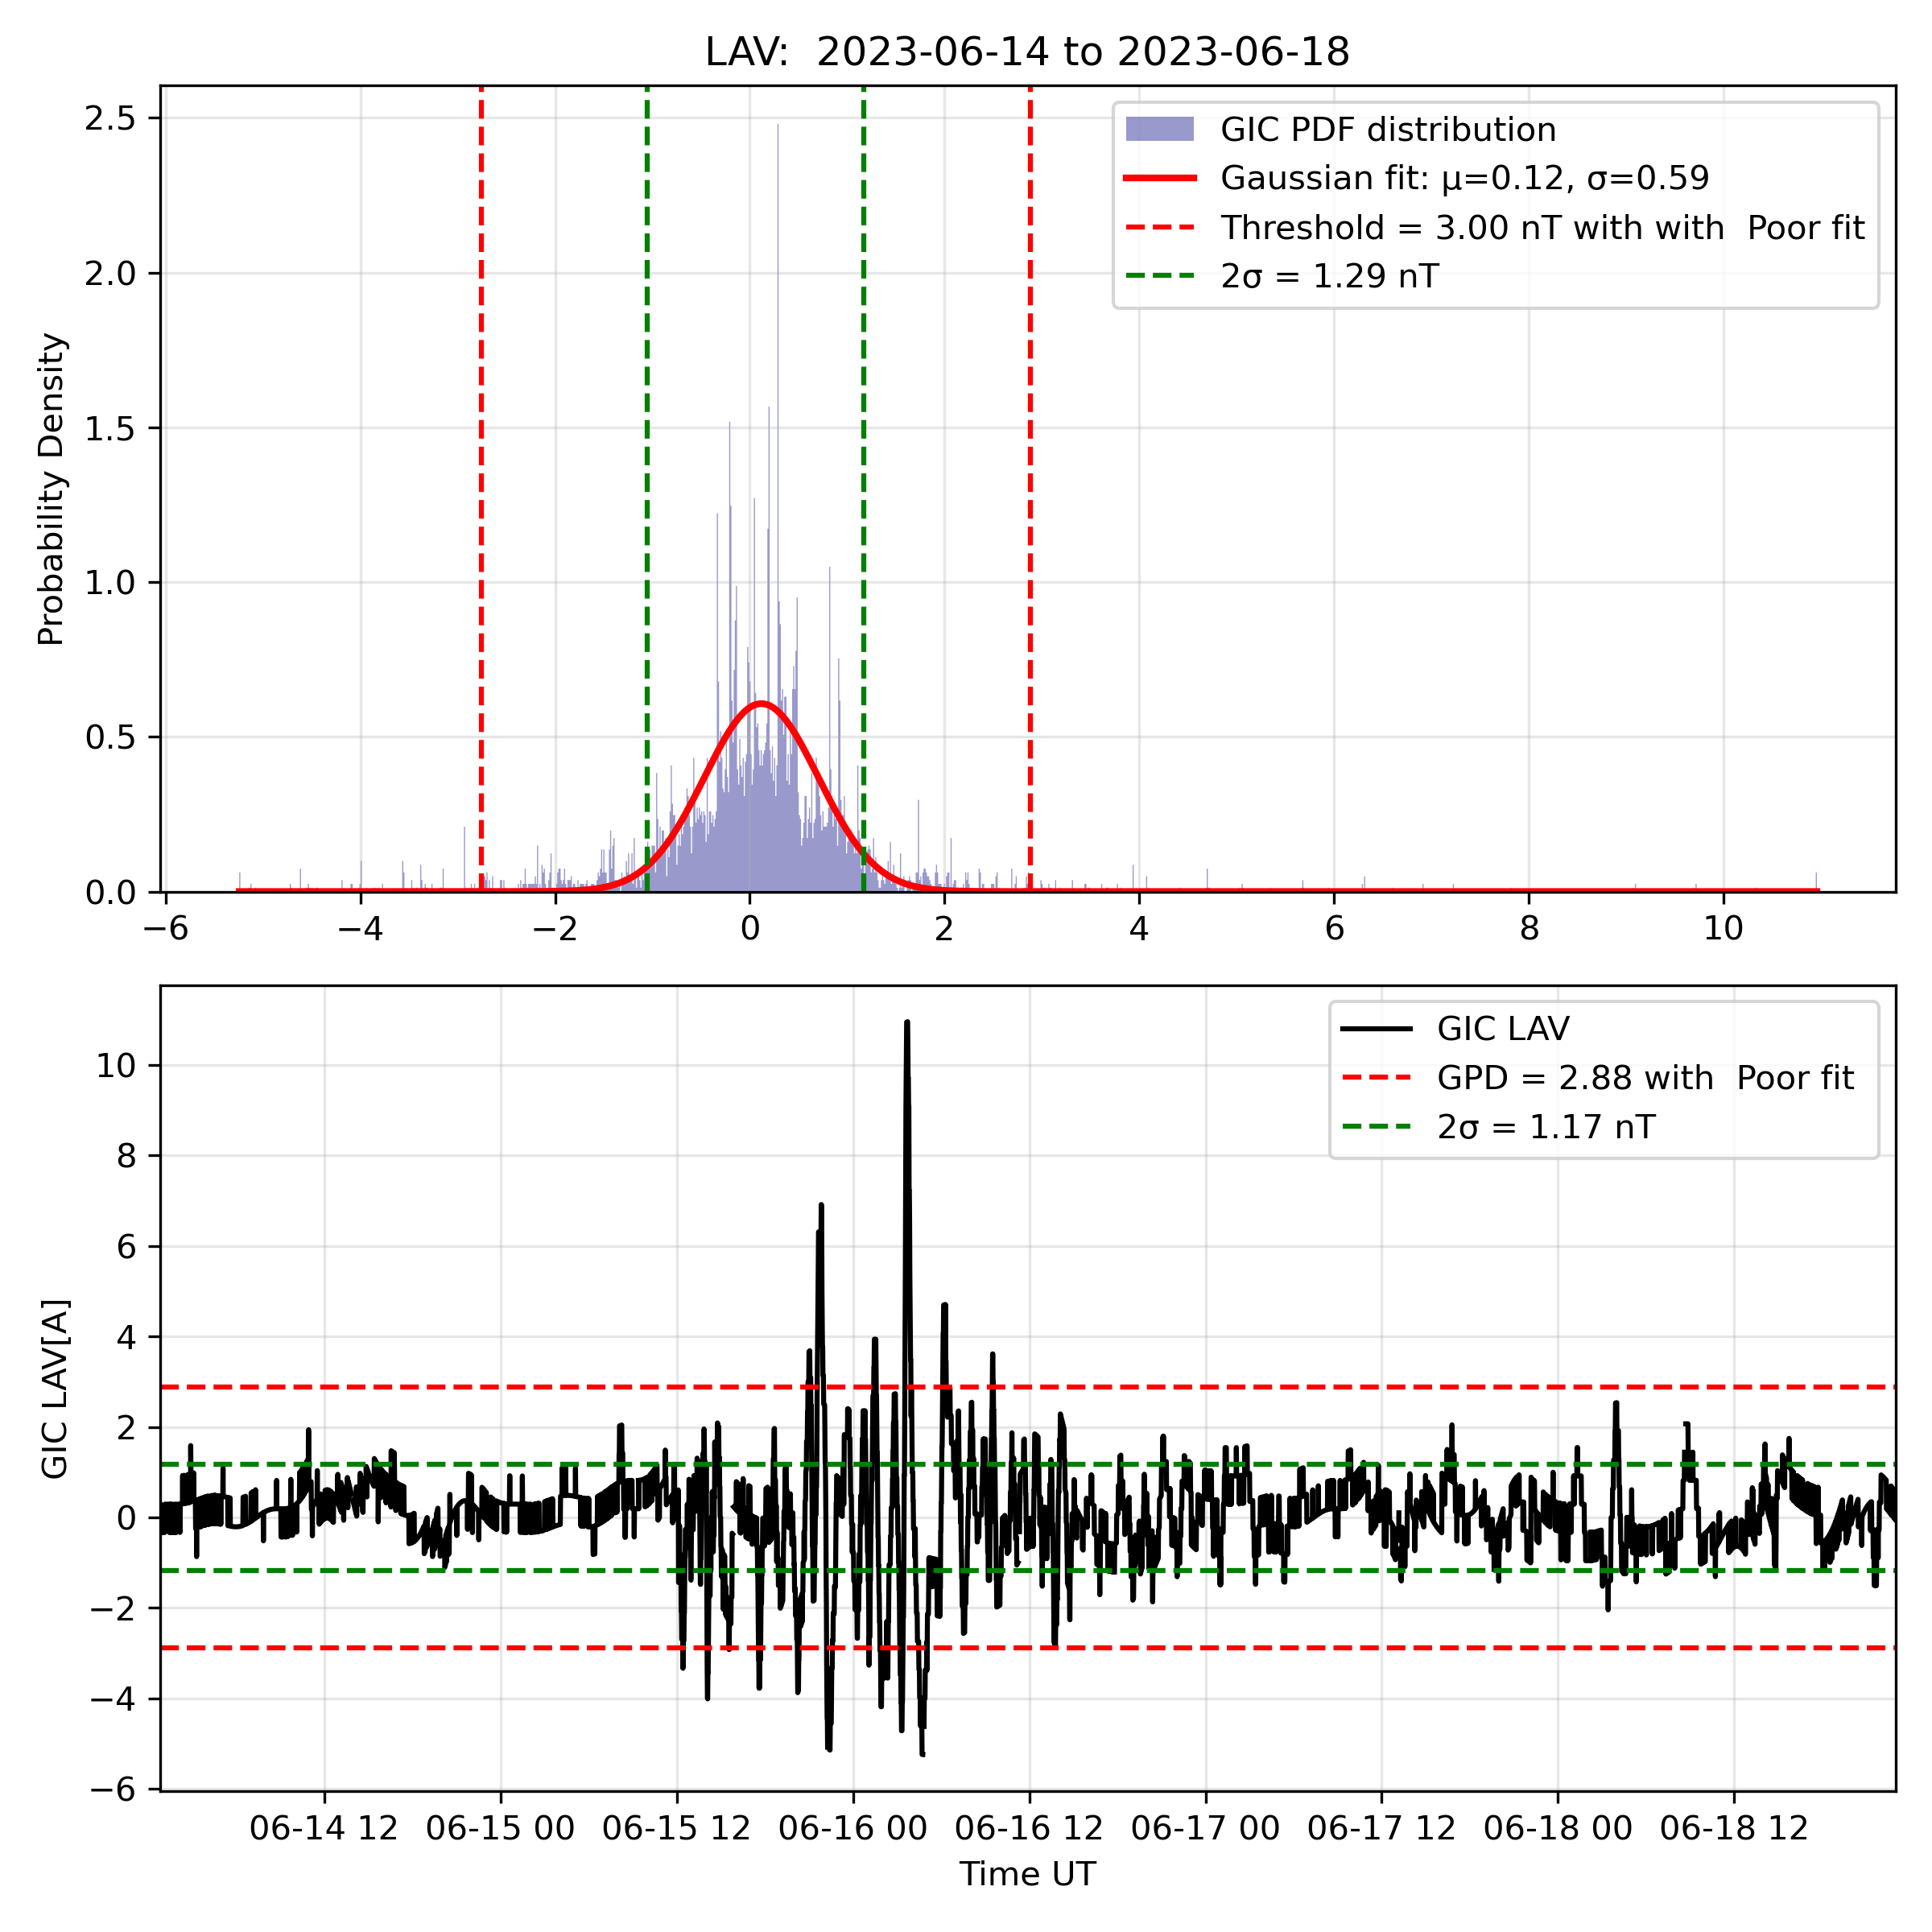 LAV:  2023-06-14 to 2023-06-18
2.5
2.0
1.5
1.0
0.5
0.0
Probability Density
GIC PDF distribution
Gaussian fit: μ=0.12, σ=0.59
Threshold = 3.00 nT with with  Poor fit
2σ = 1.29 nT
−6 −4 −2 0 2 4 6 8 10
10
8
6
4
2
0
−2
−4
−6
GIC LAV[A]
GIC LAV
GPD = 2.88 with  Poor fit
2σ = 1.17 nT
06-14 12 06-15 00 06-15 12 06-16 00 06-16 12 06-17 00 06-17 12 06-18 00 06-18 12
Time UT